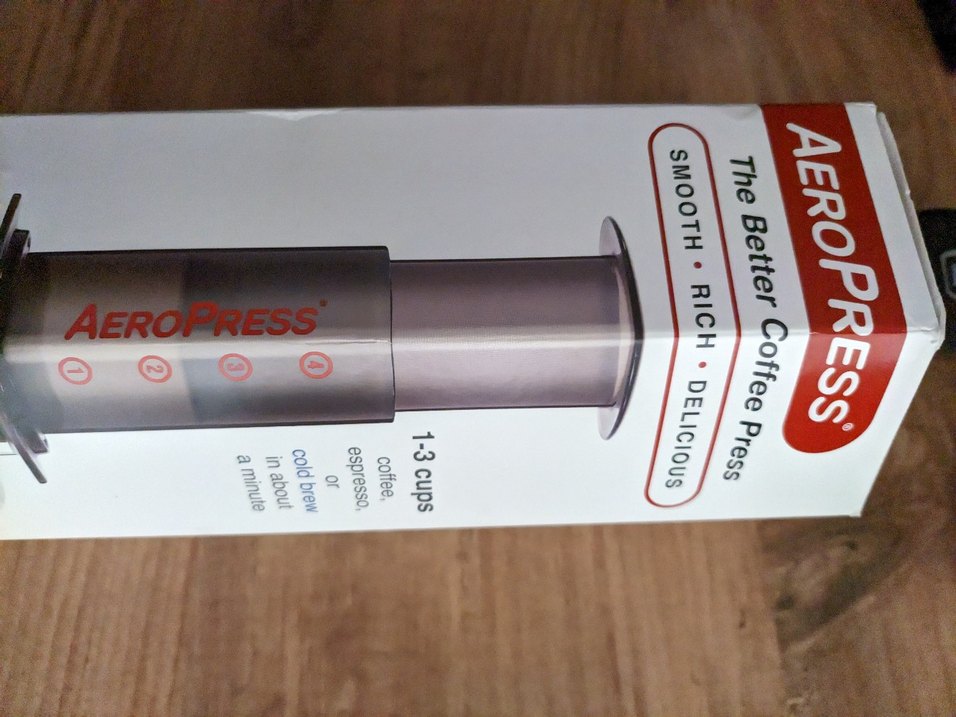 AEROPRESS®
The Better Coffee Press
SMOOTH • RICH • DELICIOUS
1-3 cups
coffee,
espresso,
or
cold brew
in about
a minute
AEROPRESS®
4
3
2
1